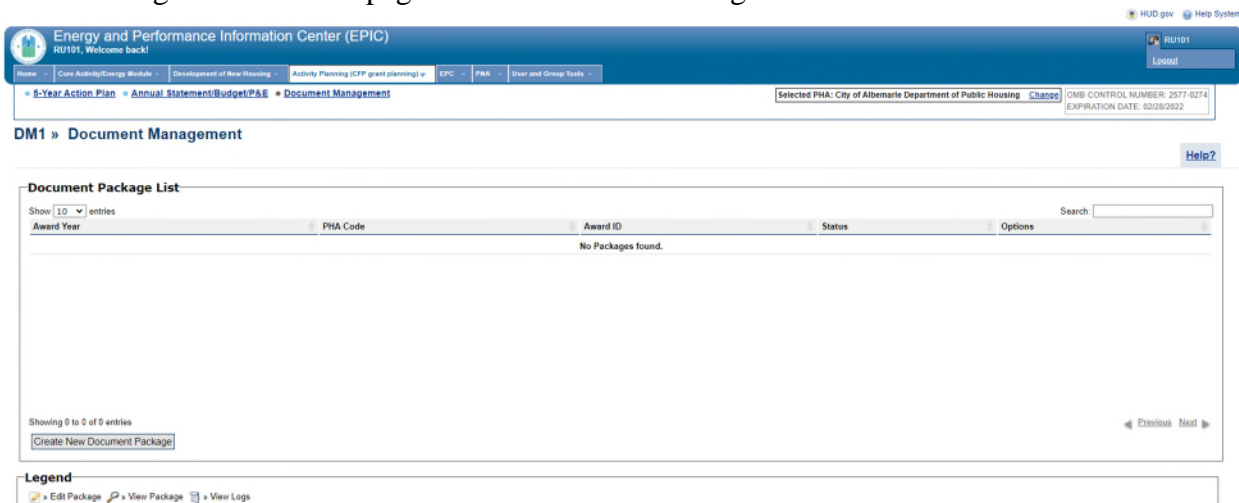 HUD.gov Help System
Energy and Performance Information Center (EPIC)
RU101, Welcome back!
RU101
Logout
Home Core Activity/Energy Module Development of New Housing Activity Planning (CFP grant planning) EPC PNA User and Group Tools
5-Year Action Plan Annual Statement/Budget/P&E Document Management
Selected PHA: City of Albemarle Department of Public Housing Change
OMB CONTROL NUMBER: 2577-0274
EXPIRATION DATE: 02/28/2022
DM1 » Document Management
Help?
Document Package List
Show 10 entries
Search:
Award Year PHA Code Award ID Status Options
No Packages found.
Showing 0 to 0 of 0 entries
Previous Next
Create New Document Package
Legend
» Edit Package » View Package » View Logs